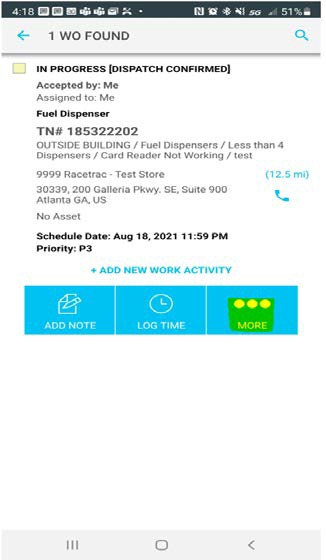 4:18 5G 51%
1 WO FOUND
IN PROGRESS [DISPATCH CONFIRMED]
Accepted by: Me
Assigned to: Me
Fuel Dispenser
TN# 185322202
OUTSIDE BUILDING / Fuel Dispensers / Less than 4
Dispensers / Card Reader Not Working / test
9999 Racetrac - Test Store (12.5 mi)
30339, 200 Galleria Pkwy. SE, Suite 900
Atlanta GA, US
No Asset
Schedule Date: Aug 18, 2021 11:59 PM
Priority: P3
+ ADD NEW WORK ACTIVITY
ADD NOTE LOG TIME MORE